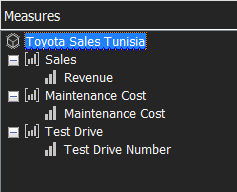 Measures
Toyota Sales Tunisia
Sales
Revenue
Maintenance Cost
Maintenance Cost
Test Drive
Test Drive Number